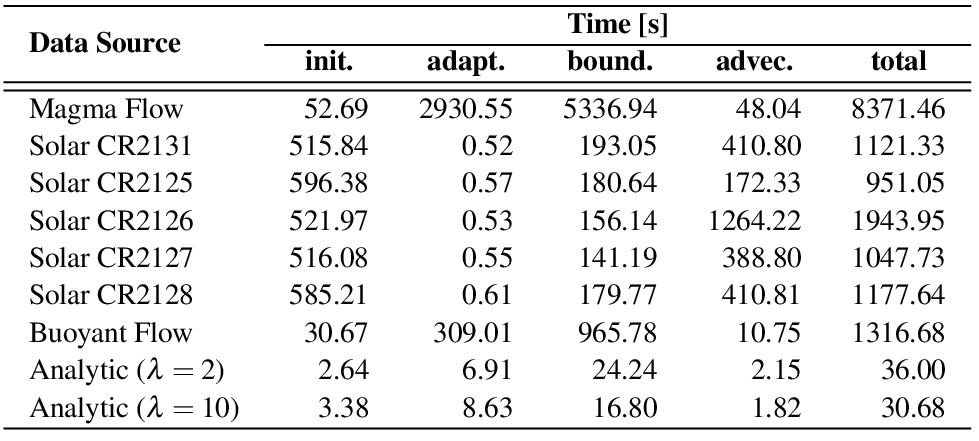 Data Source Time [s]
init. adapt. bound. advec. total
Magma Flow 52.69 2930.55 5336.94 48.04 8371.46
Solar CR2131 515.84 0.52 193.05 410.80 1121.33
Solar CR2125 596.38 0.57 180.64 172.33 951.05
Solar CR2126 521.97 0.53 156.14 1264.22 1943.95
Solar CR2127 516.08 0.55 141.19 388.80 1047.73
Solar CR2128 585.21 0.61 179.77 410.81 1177.64
Buoyant Flow 30.67 309.01 965.78 10.75 1316.68
Analytic (λ = 2) 2.64 6.91 24.24 2.15 36.00
Analytic (λ = 10) 3.38 8.63 16.80 1.82 30.68